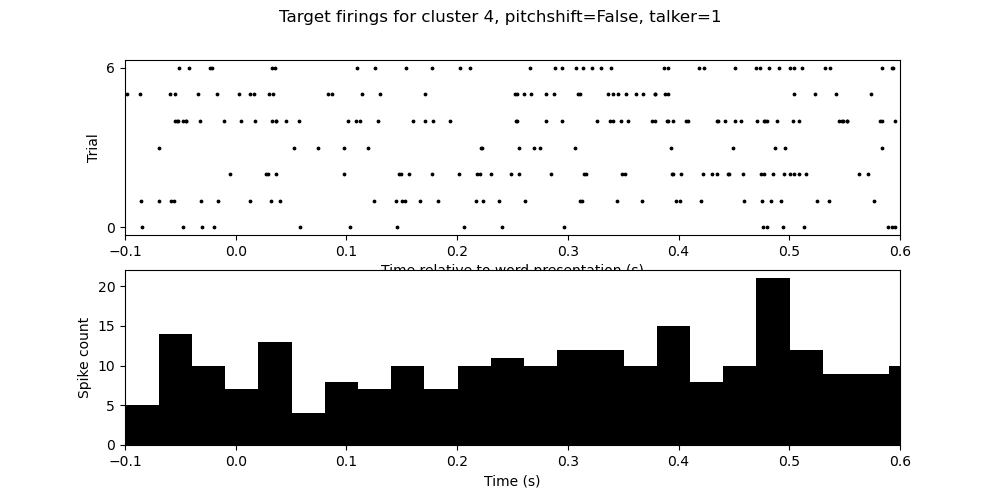 Target firings for cluster 4, pitchshift=False, talker=1
6
Trial
0
−0.1 0.0 0.1 0.2 0.3 0.4 0.5 0.6
Time relative to word presentation (s)
20
15
Spike count
10
5
0
−0.1 0.0 0.1 0.2 0.3 0.4 0.5 0.6
Time (s)